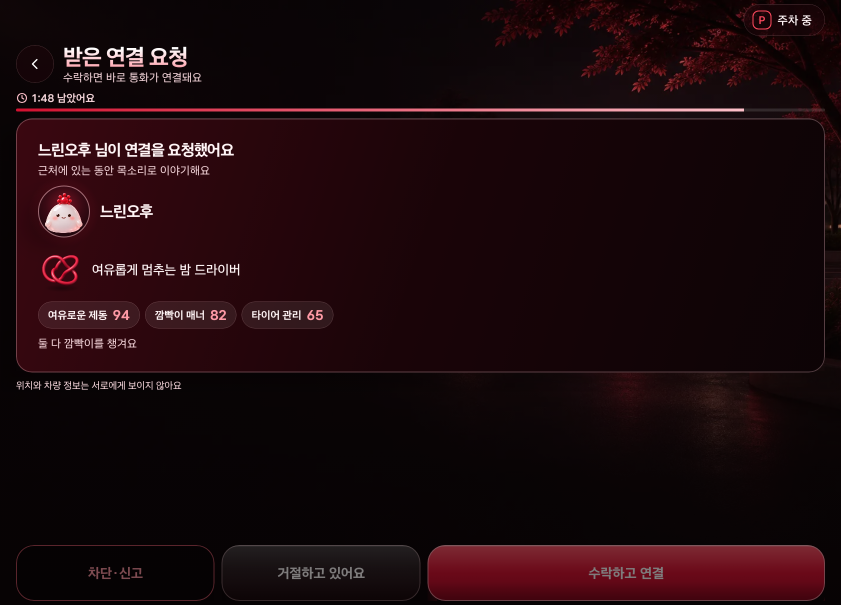 P 주차 중
받은 연결 요청
수락하면 바로 통화가 연결돼요
1:48 남았어요
느린오후 님이 연결을 요청했어요
근처에 있는 동안 목소리로 이야기해요
느린오후
여유롭게 멈추는 밤 드라이버
여유로운 제동 94 깜빡이 매너 82 타이어 관리 65
둘 다 깜빡이를 챙겨요
위치와 차량 정보는 서로에게 보이지 않아요
차단·신고 거절하고 있어요 수락하고 연결